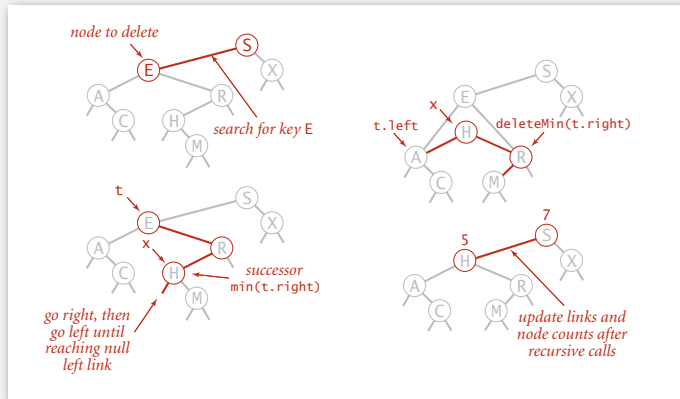 node to delete
S
E
X
A
R
C
H
search for key E
M
t
S
E
X
x
A
R
C
H
successor
min(t.right)
M
go right, then
go left until
reaching null
left link
S
E
X
x
t.left
H
deleteMin(t.right)
A
R
C
M
5
7
S
H
X
A
R
C
M
update links and
node counts after
recursive calls